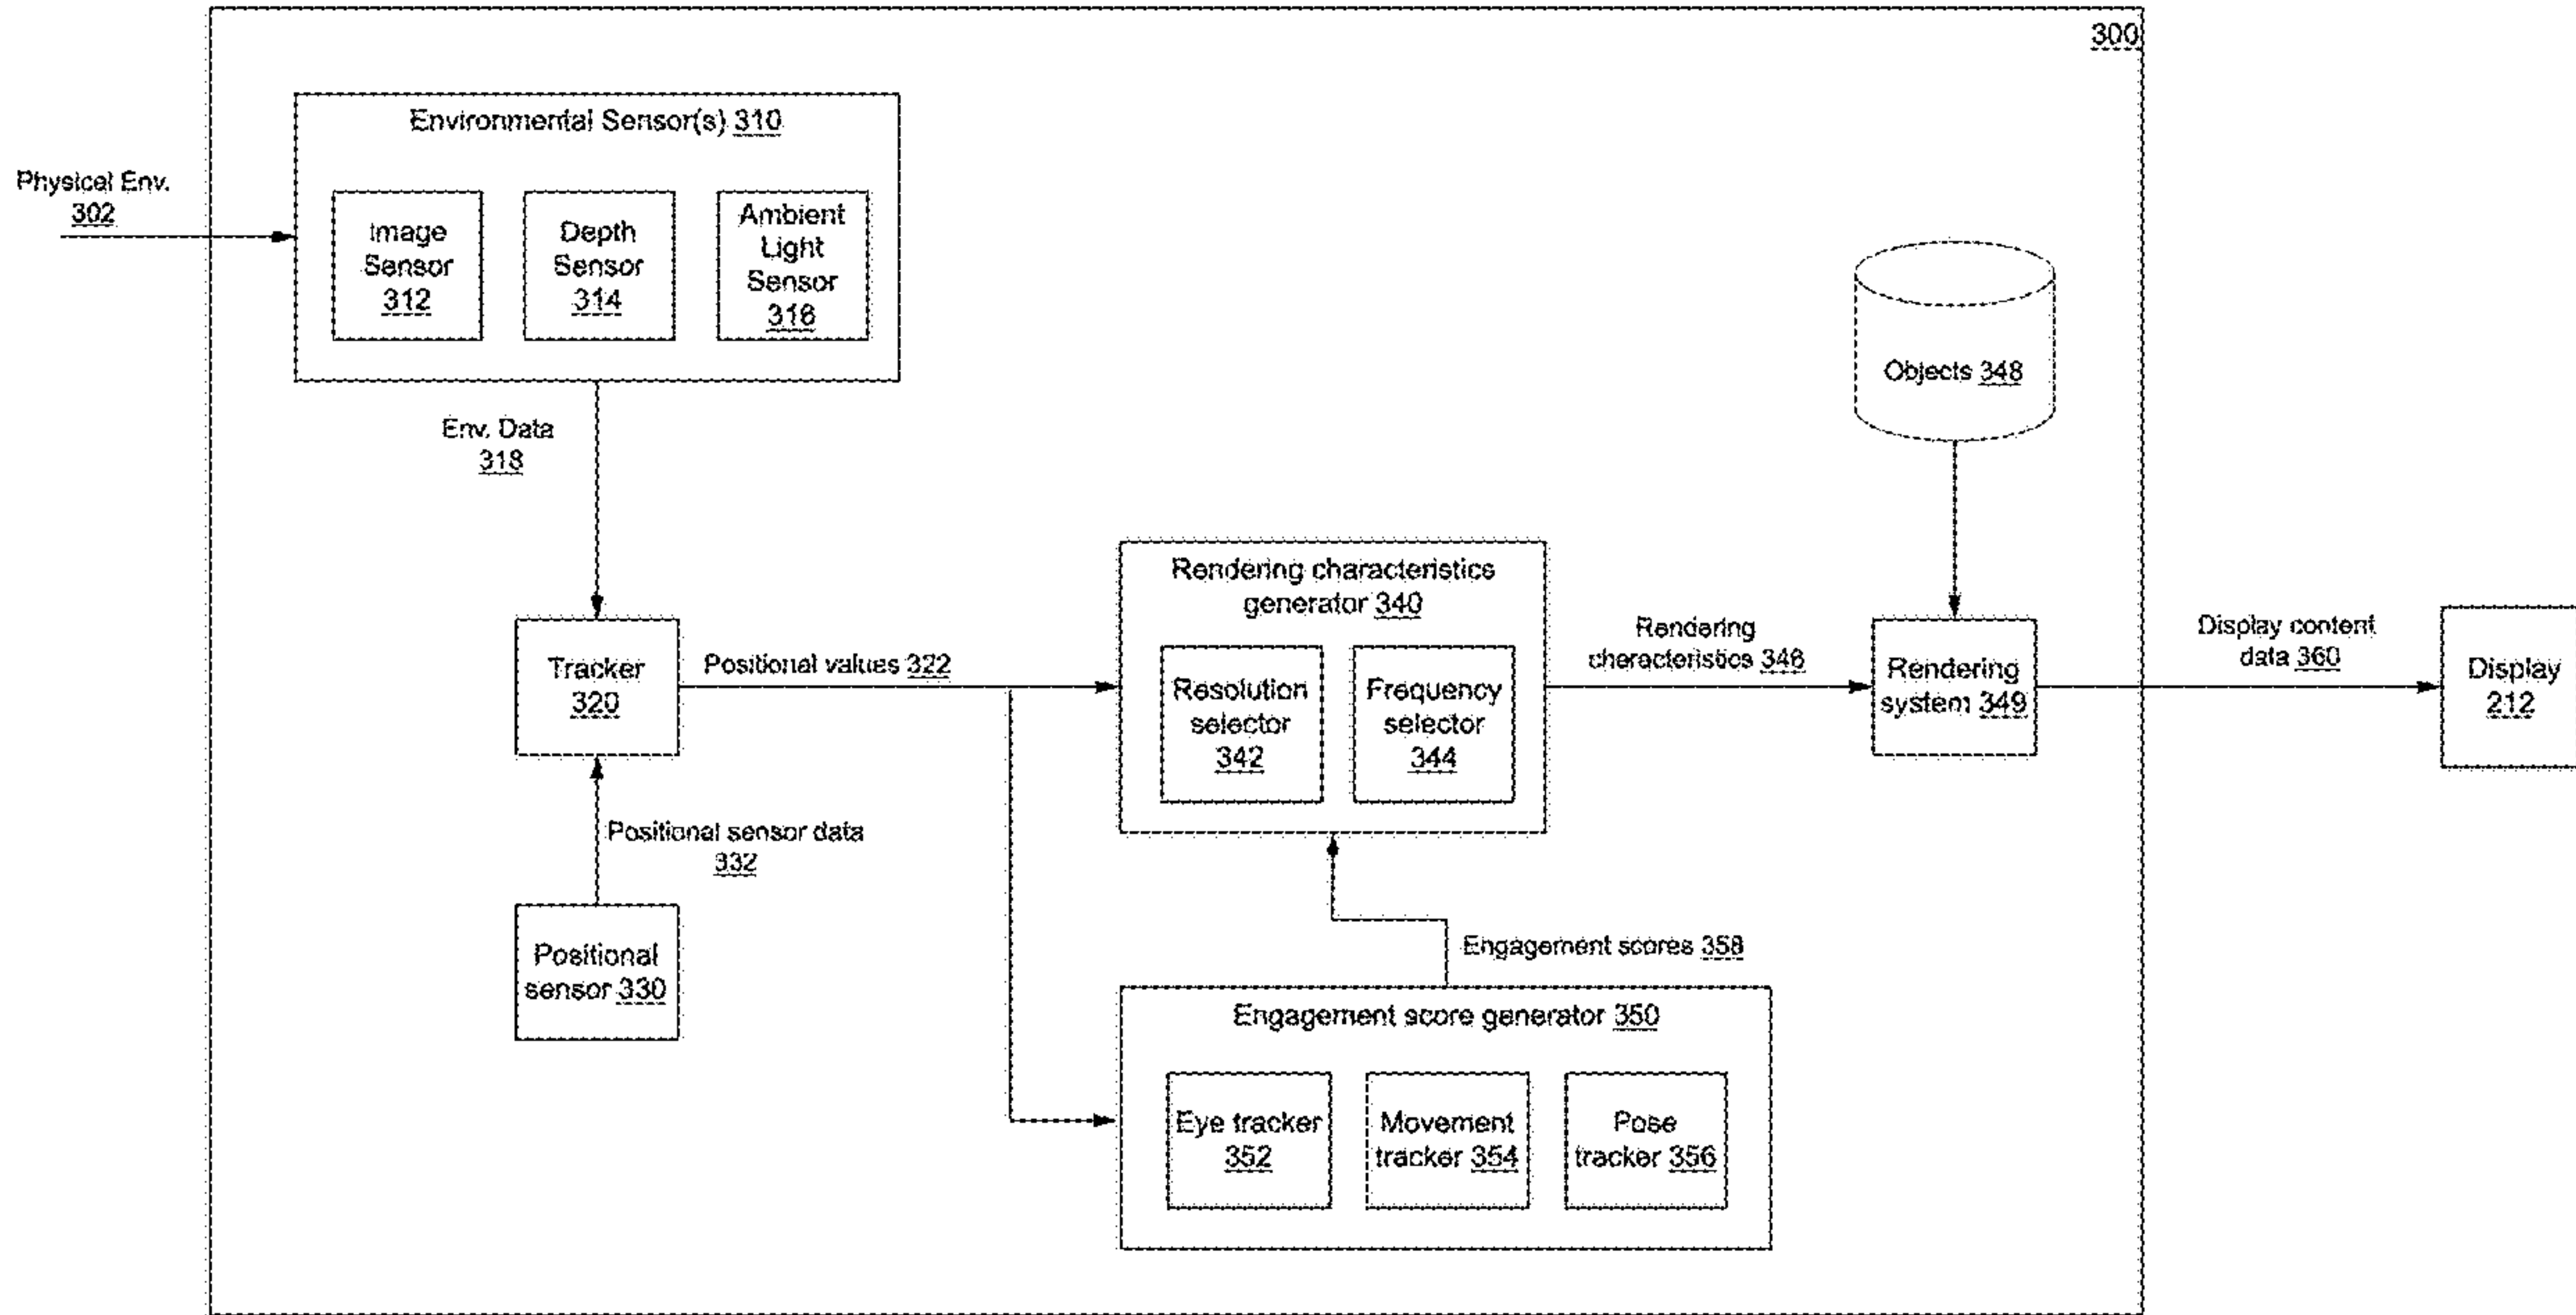 300
Environmental Sensor(s) 310
Physical Env.
302
Image
Sensor
312
Depth
Sensor
314
Ambient
Light
Sensor
316
Objects 348
Env. Data
318
Rendering characteristics
generator 340
Resolution
selector
342
Frequency
selector
344
Tracker
320
Positional values 322
Rendering
characteristics 346
Rendering
system 349
Display content
data 360
Display
212
Positional sensor data
332
Positional
sensor 330
Engagement scores 358
Engagement score generator 350
Eye tracker
352
Movement
tracker 354
Pose
tracker 356